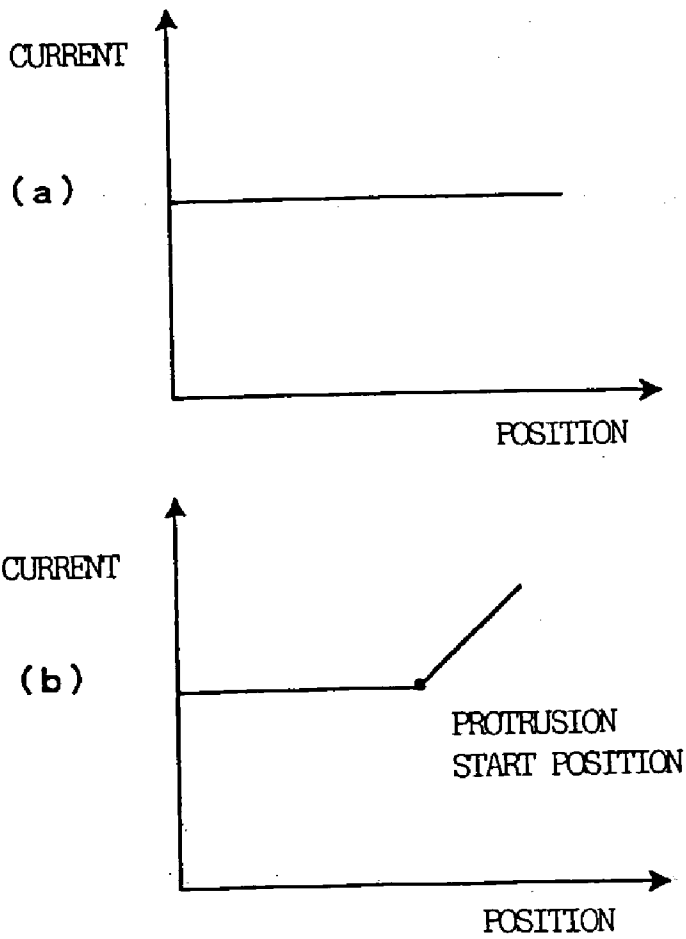 CURRENT
(a)
POSITION
CURRENT
(b)
PROTRUSION
START POSITION
POSITION